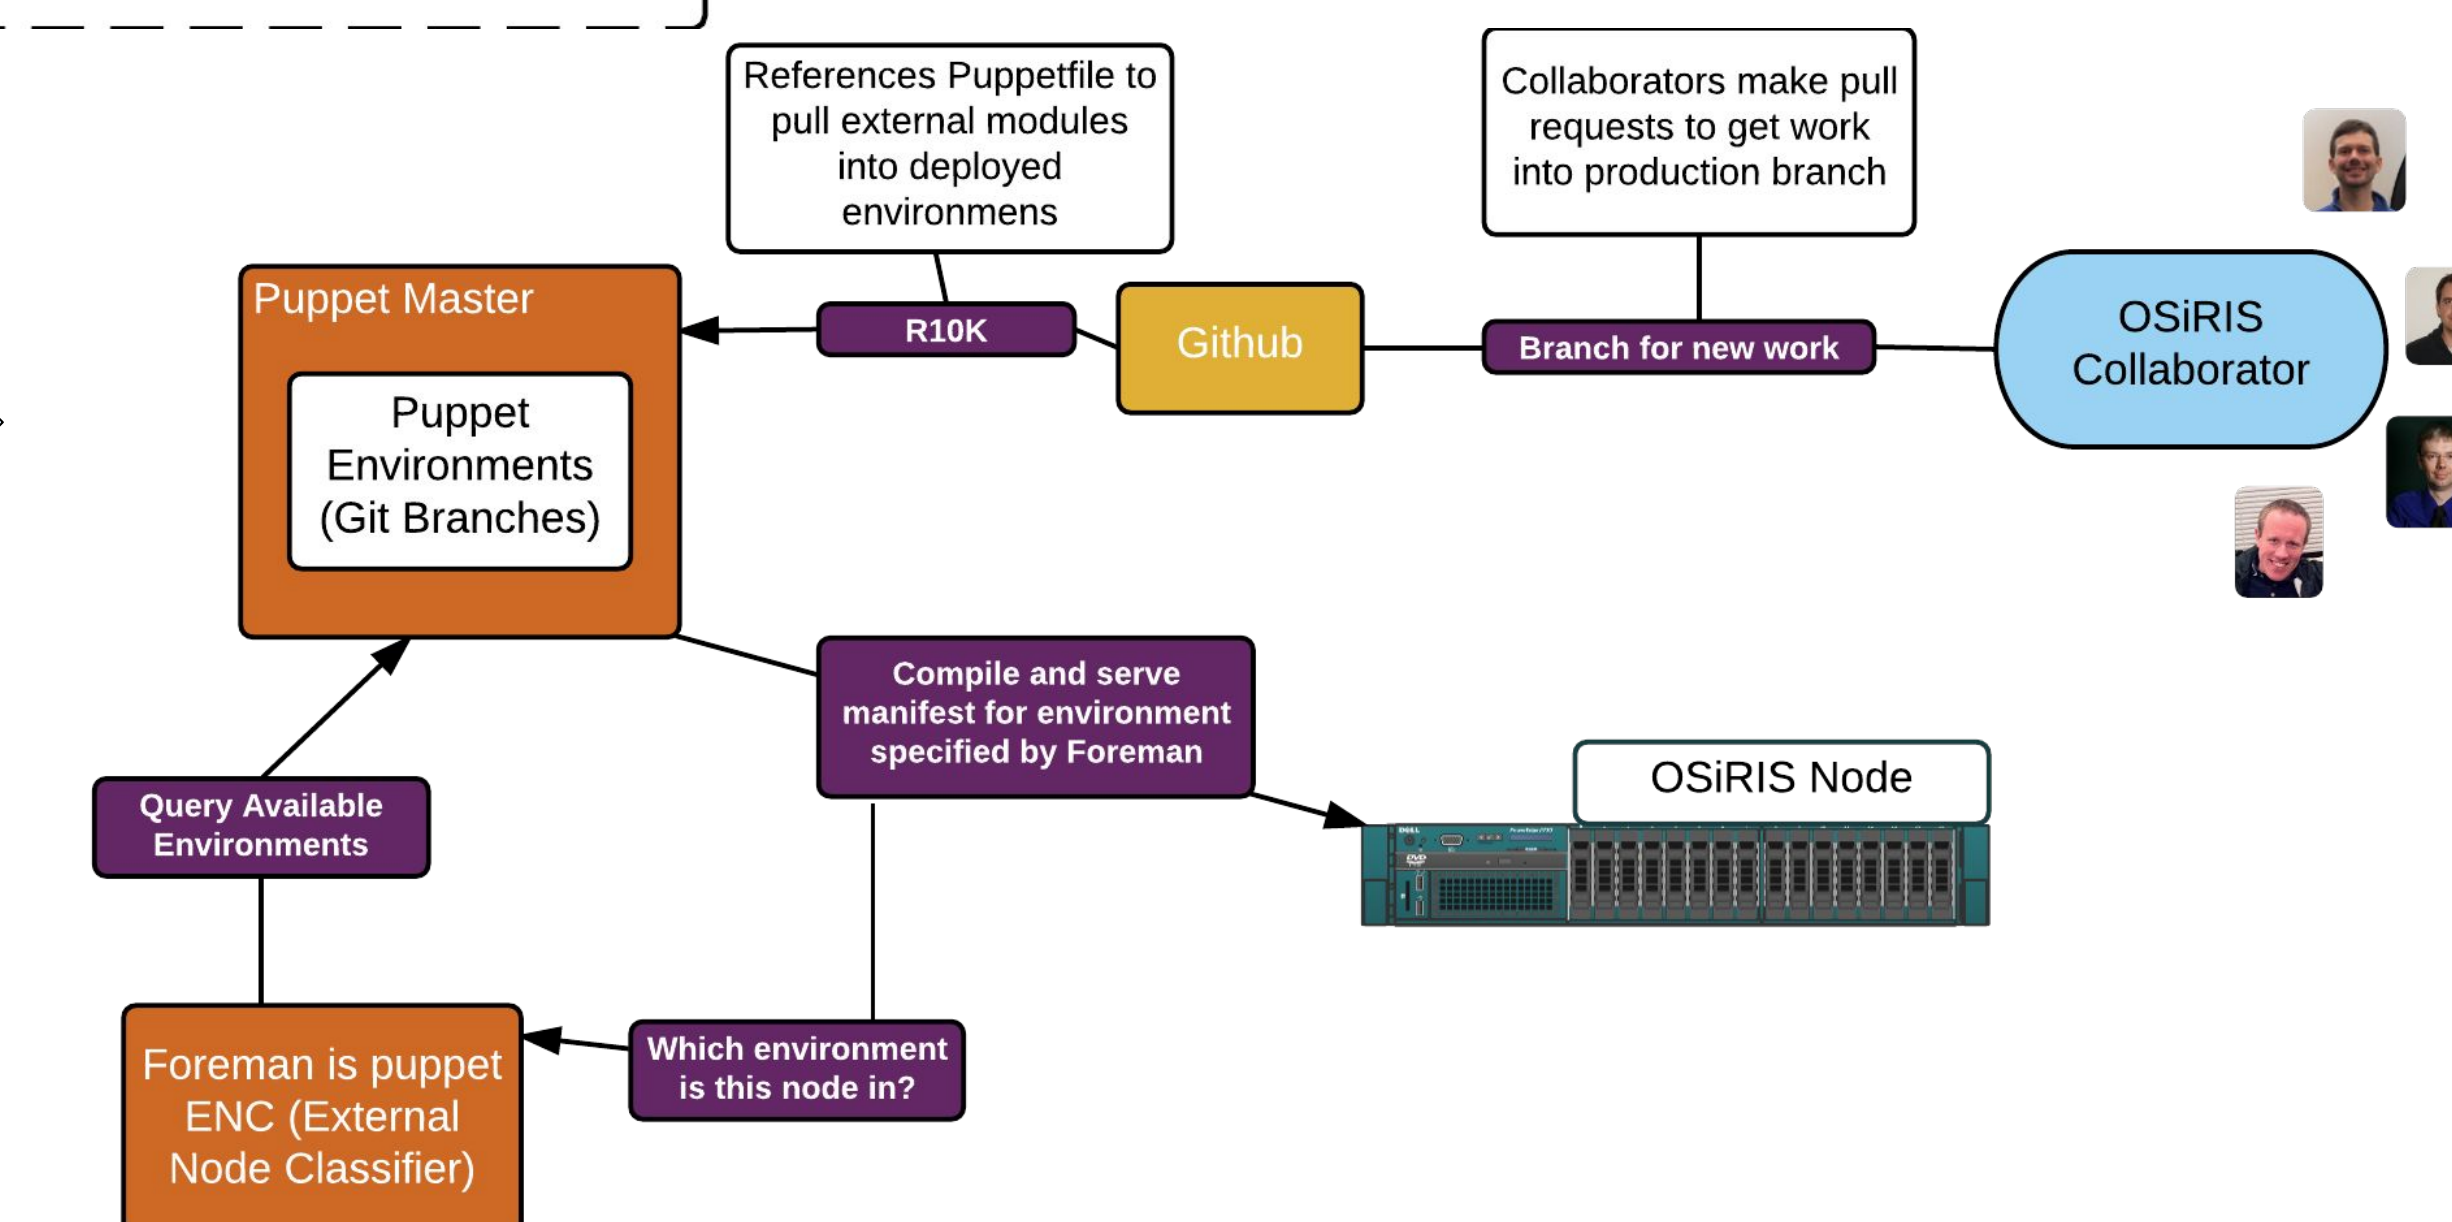 References Puppetfile to
pull external modules
into deployed
environmens
Collaborators make pull
requests to get work
into production branch
Puppet Master
R10K
Github
Branch for new work
OSiRIS
Collaborator
Puppet
Environments
(Git Branches)
Compile and serve
manifest for environment
specified by Foreman
OSiRIS Node
Query Available
Environments
DELL
DVD
Which environment
is this node in?
Foreman is puppet
ENC (External
Node Classifier)